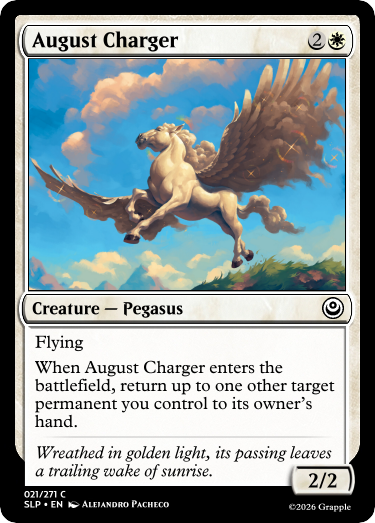 August Charger 2
Creature — Pegasus
Flying
When August Charger enters the
battlefield, return up to one other target
permanent you control to its owner's
hand.
Wreathed in golden light, its passing leaves
a trailing wake of sunrise.
2/2
021/271 C
SLP • EN Alejandro Pacheco
©2026 Grapple